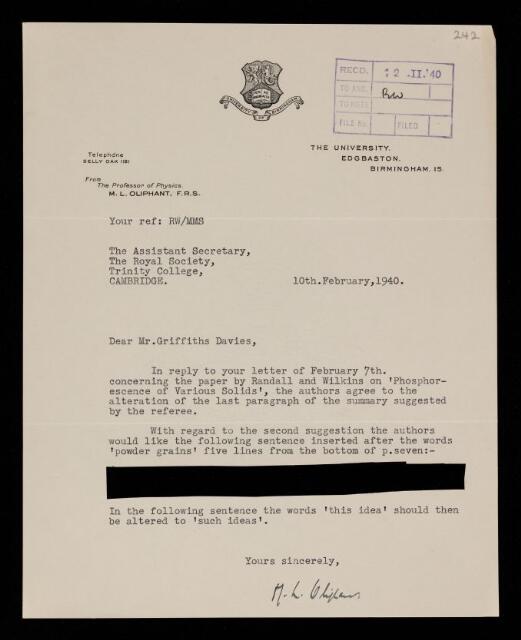 242
RECD. 12 .II.'40
TO ANS. RW
TO NOTE
FILE No. FILED
UNIVERSITY OF BIRMINGHAM
THE UNIVERSITY,
EDGBASTON,
BIRMINGHAM, 15.
Telephone
SELLY OAK 1181
From
The Professor of Physics.
M. L. OLIPHANT, F.R.S.
Your ref: RW/MMS
The Assistant Secretary,
The Royal Society,
Trinity College,
CAMBRIDGE.
10th.February,1940.
Dear Mr.Griffiths Davies,
In reply to your letter of February 7th.
concerning the paper by Randall and Wilkins on 'Phosphor-
escence of Various Solids', the authors agree to the
alteration of the last paragraph of the summary suggested
by the referee.
With regard to the second suggestion the authors
would like the following sentence inserted after the words
'powder grains' five lines from the bottom of p.seven:-
In the following sentence the words 'this idea' should then
be altered to 'such ideas'.
Yours sincerely,
M. L. Oliphant